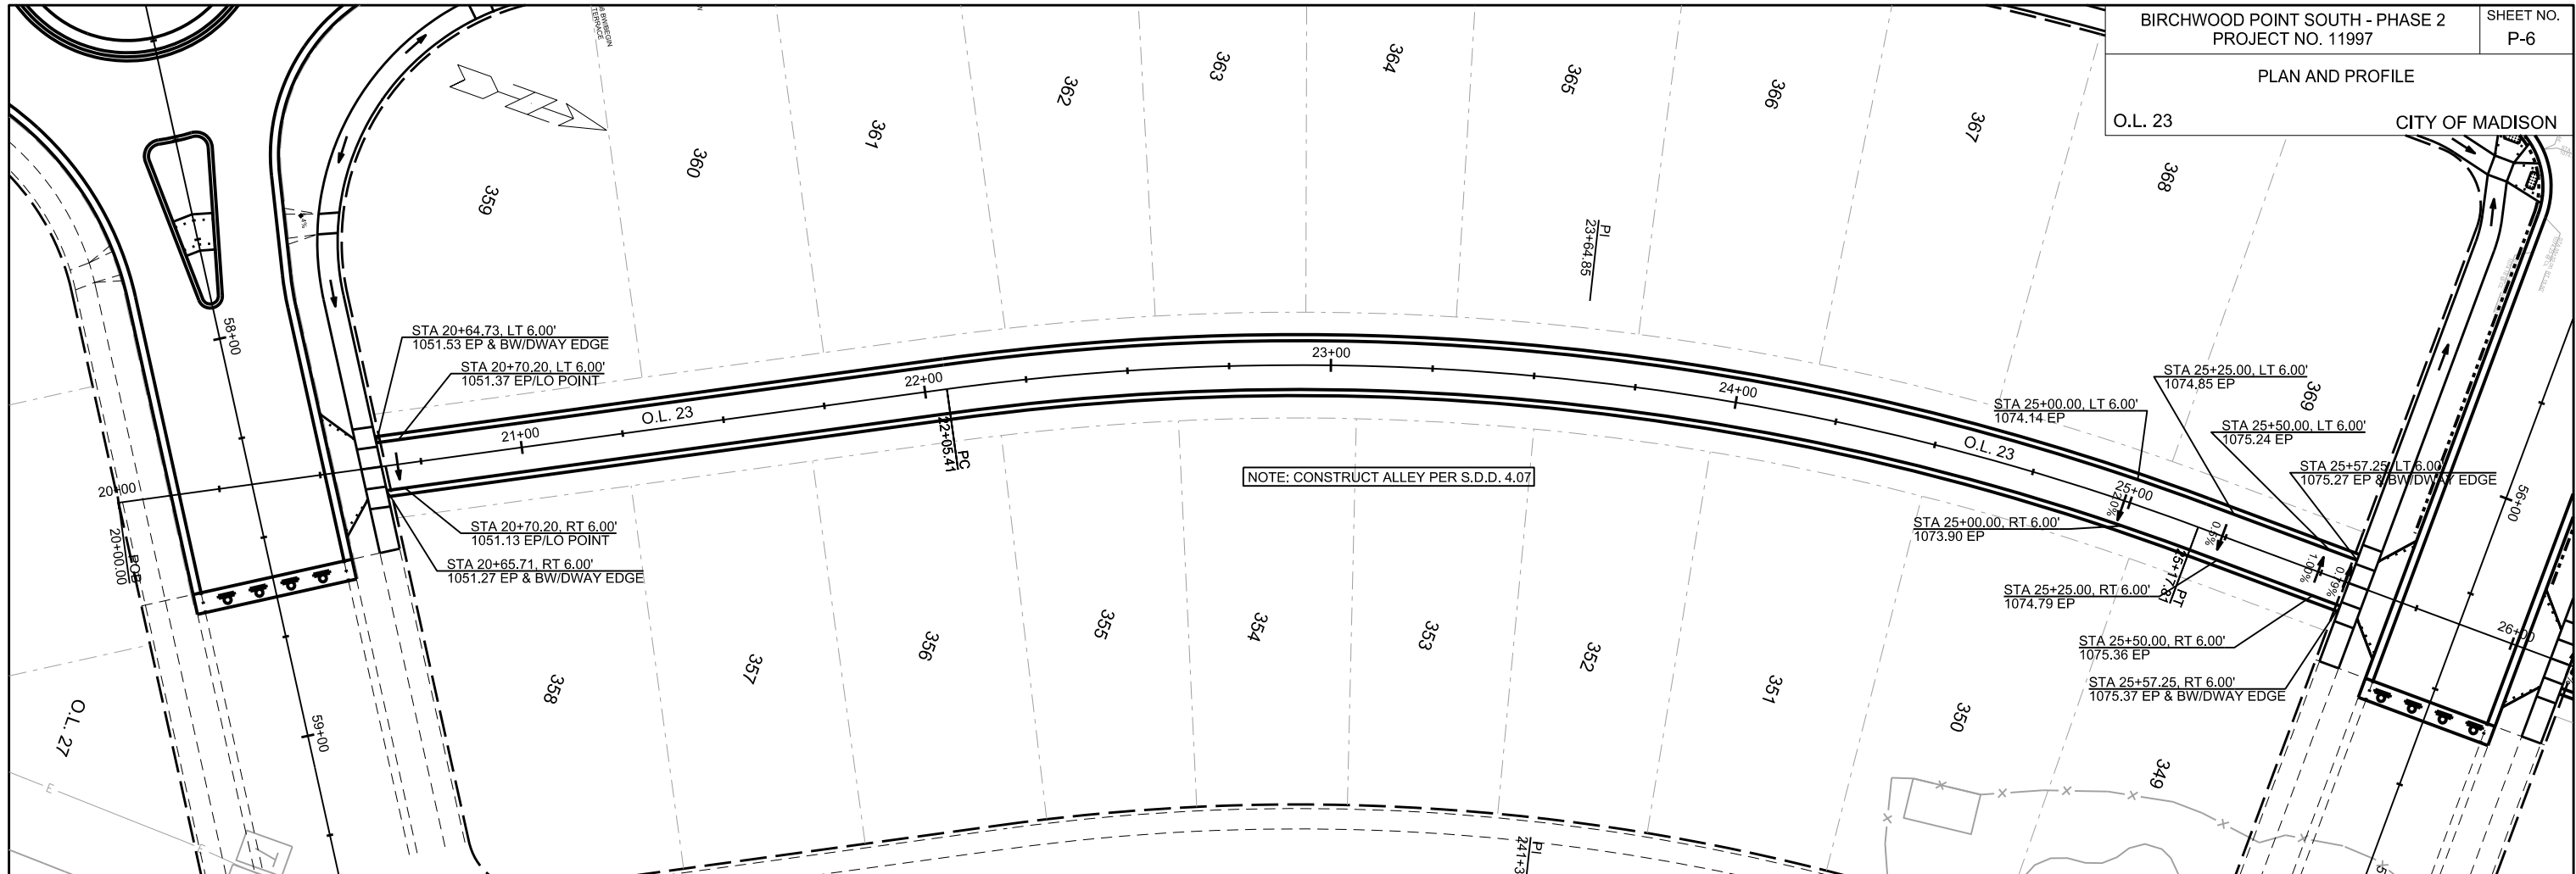 BIRCHWOOD POINT SOUTH - PHASE 2
PROJECT NO. 11997
SHEET NO.
P-6
PLAN AND PROFILE
O.L. 23
CITY OF MADISON
359
360
361
362
363
364
365
366
367
368
369
58+00
59+00
PI
23+64.85
STA 20+64.73, LT 6.00'
1051.53 EP & BW/DWAY EDGE
STA 20+70.20, LT 6.00'
1051.37 EP/LO POINT
20+00
21+00
O.L. 23
22+00
23+00
24+00
O.L. 23
25+00
26+00
56+00
POB
20+00.00
PC
22+05.41
STA 20+70.20, RT 6.00'
1051.13 EP/LO POINT
STA 20+65.71, RT 6.00'
1051.27 EP & BW/DWAY EDGE
NOTE: CONSTRUCT ALLEY PER S.D.D. 4.07
STA 25+25.00, LT 6.00'
1074.85 EP
STA 25+00.00, LT 6.00'
1074.14 EP
STA 25+50.00, LT 6.00'
1075.24 EP
STA 25+57.25, LT 6.00'
1075.27 EP & BW/DWAY EDGE
STA 25+00.00, RT 6.00'
1073.90 EP
1.00%
0.79%
PT
25+17.81
STA 25+25.00, RT 6.00'
1074.79 EP
STA 25+50.00, RT 6.00'
1075.36 EP
STA 25+57.25, RT 6.00'
1075.37 EP & BW/DWAY EDGE
O.L. 27
358
357
356
355
354
353
352
351
350
349
PI
241+3
E